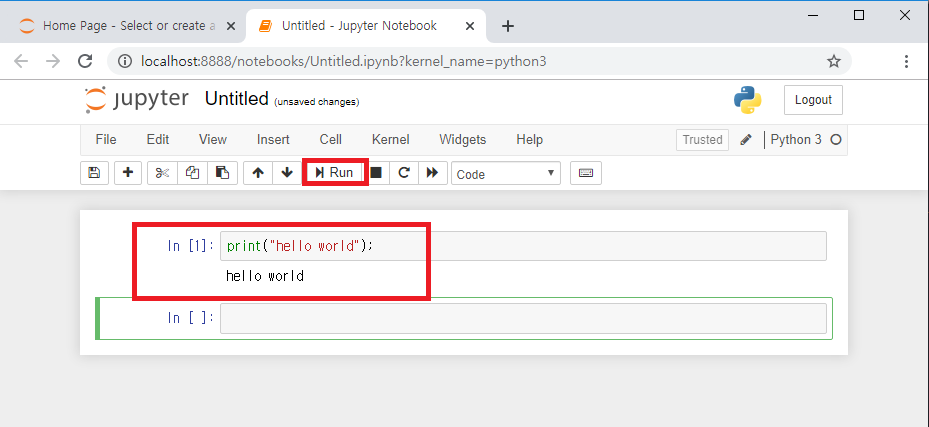 Home Page - Select or create a
Untitled - Jupyter Notebook
localhost:8888/notebooks/Untitled.ipynb?kernel_name=python3
jupyter Untitled (unsaved changes)
Logout
File Edit View Insert Cell Kernel Widgets Help Trusted Python 3
Run Code
In [1]: print("hello world");
hello world
In [ ]: